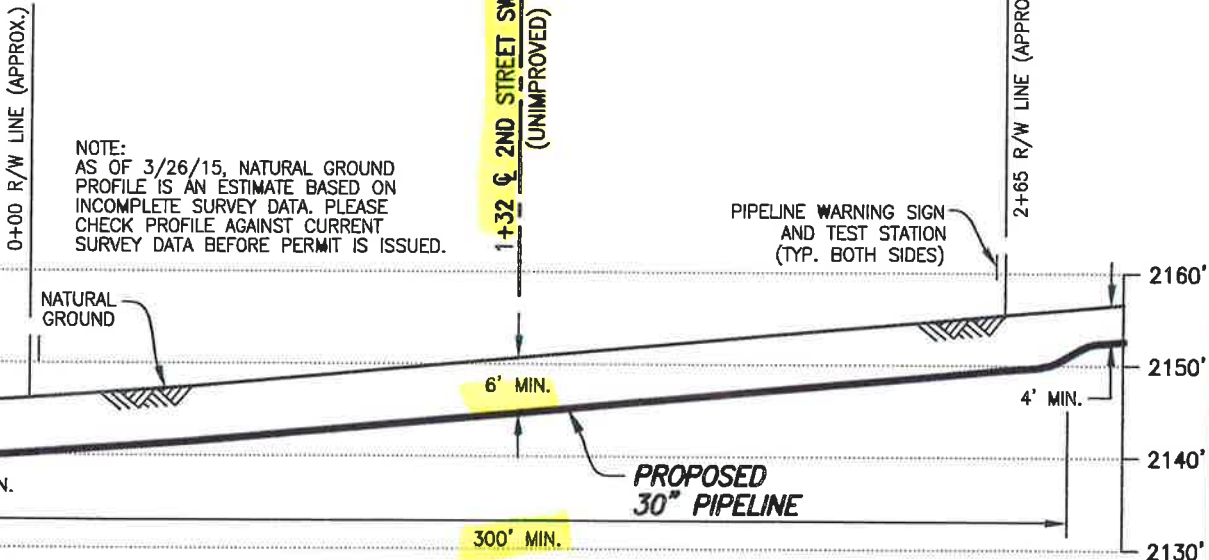 0+00 R/W LINE (APPROX.)
1+32 ℄ 2ND STREET SW
(UNIMPROVED)
2+65 R/W LINE (APPRO
NOTE:
AS OF 3/26/15, NATURAL GROUND
PROFILE IS AN ESTIMATE BASED ON
INCOMPLETE SURVEY DATA. PLEASE
CHECK PROFILE AGAINST CURRENT
SURVEY DATA BEFORE PERMIT IS ISSUED.
PIPELINE WARNING SIGN
AND TEST STATION
(TYP. BOTH SIDES)
NATURAL
GROUND
2160'
2150'
6' MIN.
4' MIN.
2140'
PROPOSED
30" PIPELINE
N.
300' MIN.
2130'